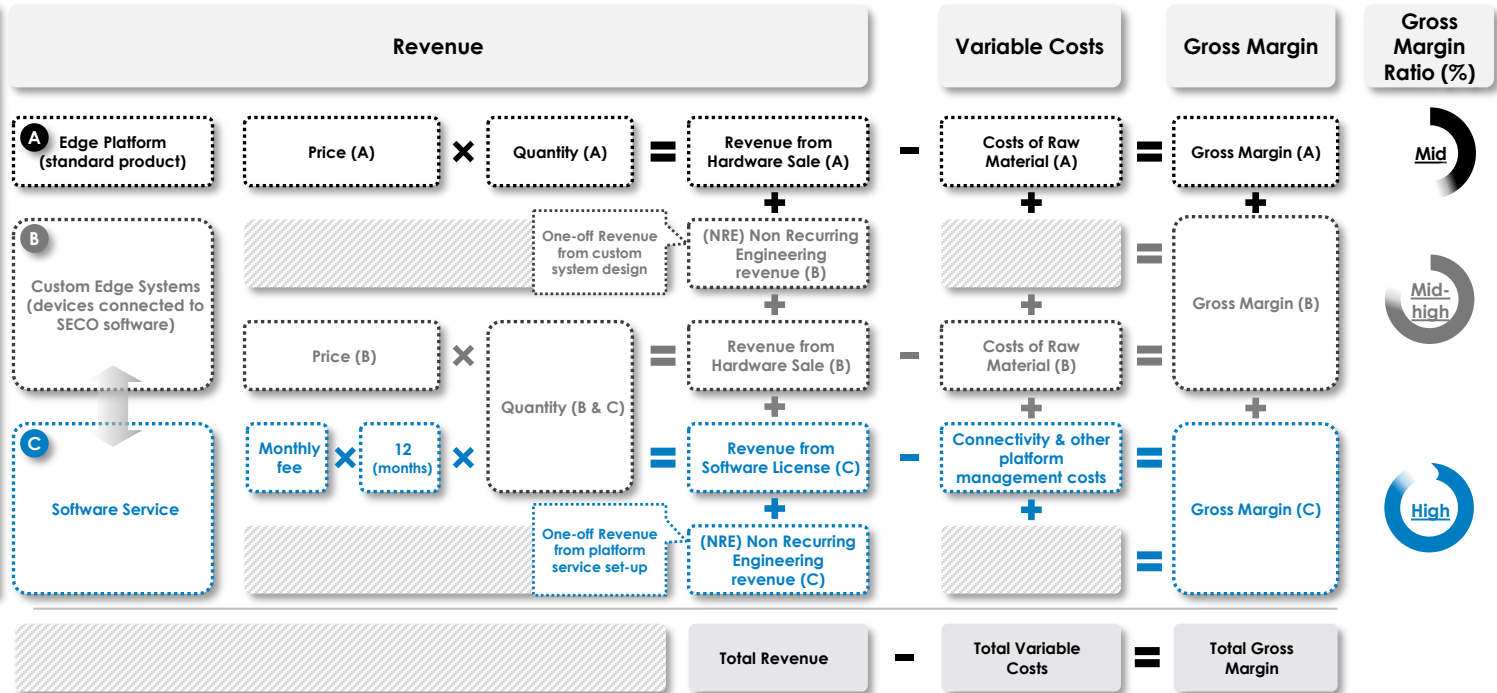 Revenue
Variable Costs
Gross Margin
Gross
Margin
Ratio (%)
A
Edge Platform
(standard product)
Price (A)
×
Quantity (A)
=
Revenue from
Hardware Sale (A)
-
Costs of Raw
Material (A)
=
Gross Margin (A)
Mid
+
+
+
B
Custom Edge Systems
(devices connected to
SECO software)
One-off Revenue
from custom
system design
(NRE) Non Recurring
Engineering
revenue (B)
=
Gross Margin (B)
Mid-
high
+
+
Price (B)
×
Quantity (B & C)
=
Revenue from
Hardware Sale (B)
-
Costs of Raw
Material (B)
=
+
+
+
C
Software Service
Monthly
fee
×
12
(months)
×
=
Revenue from
Software License (C)
-
Connectivity & other
platform
management costs
=
Gross Margin (C)
High
+
+
One-off Revenue
from platform
service set-up
(NRE) Non Recurring
Engineering
revenue (C)
=
Total Revenue
-
Total Variable
Costs
=
Total Gross
Margin